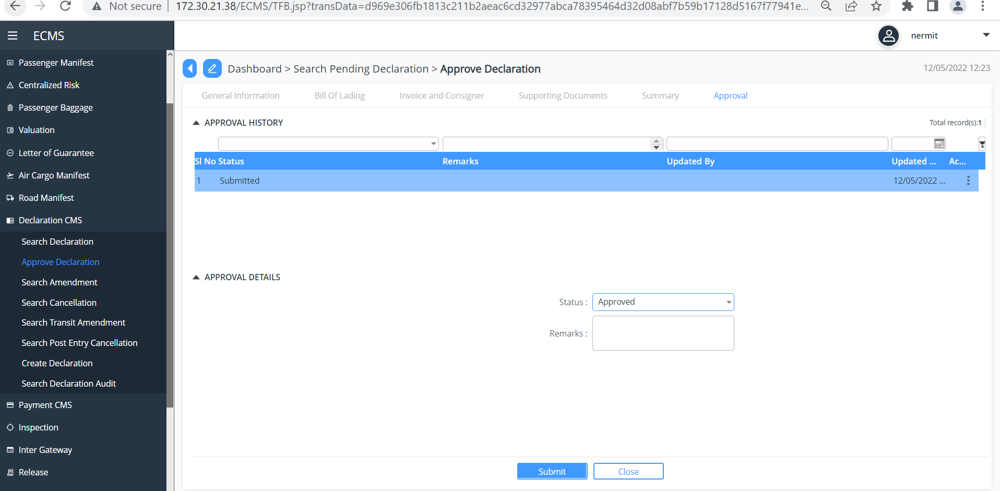 Not secure | 172.30.21.38/ECMS/TFB.jsp?transData=d969e306fb1813c211b2aeac6cd32977abca78395464d32d08abf7b59b17128d5167f77941e...
ECMS
nermit
Passenger Manifest
Centralized Risk
Passenger Baggage
Valuation
Letter of Guarantee
Air Cargo Manifest
Road Manifest
Declaration CMS
Search Declaration
Approve Declaration
Search Amendment
Search Cancellation
Search Transit Amendment
Search Post Entry Cancellation
Create Declaration
Search Declaration Audit
Payment CMS
Inspection
Inter Gateway
Release
Dashboard > Search Pending Declaration > Approve Declaration
12/05/2022 12:23
General Information Bill Of Lading Invoice and Consigner Supporting Documents Summary Approval
APPROVAL HISTORY
Total record(s):1
Sl No Status Remarks Updated By Updated ... Ac...
1 Submitted 12/05/2022 ...
APPROVAL DETAILS
Status : Approved
Remarks :
Submit Close